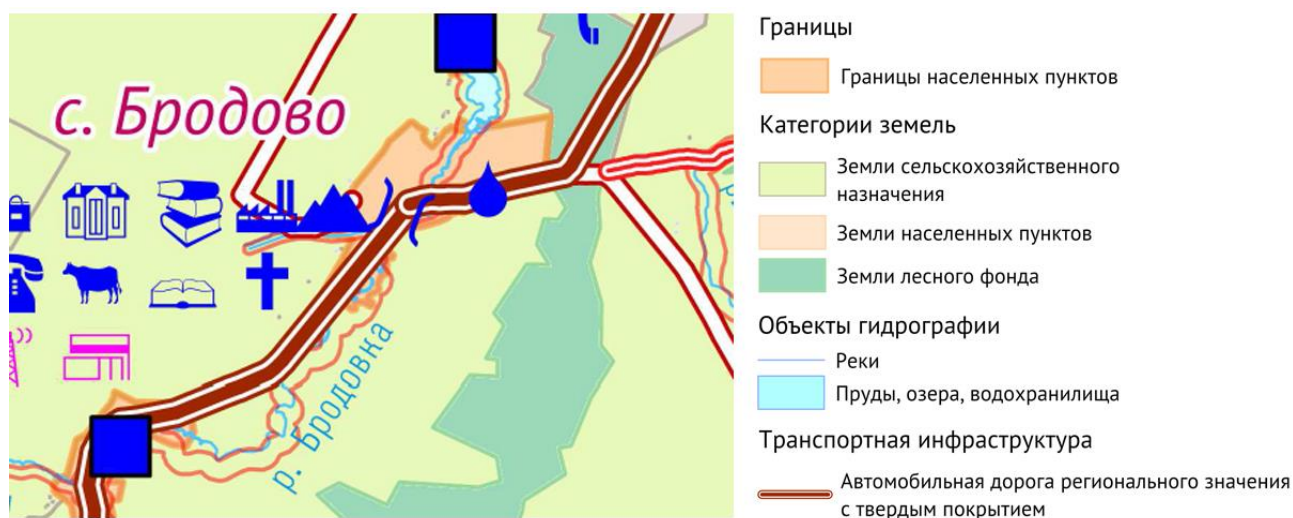 с. Бродово
р. Бродовка
Границы
Границы населенных пунктов
Категории земель
Земли сельскохозяйственного
назначения
Земли населенных пунктов
Земли лесного фонда
Объекты гидрографии
Реки
Пруды, озера, водохранилища
Транспортная инфраструктура
Автомобильная дорога регионального значения
с твердым покрытием